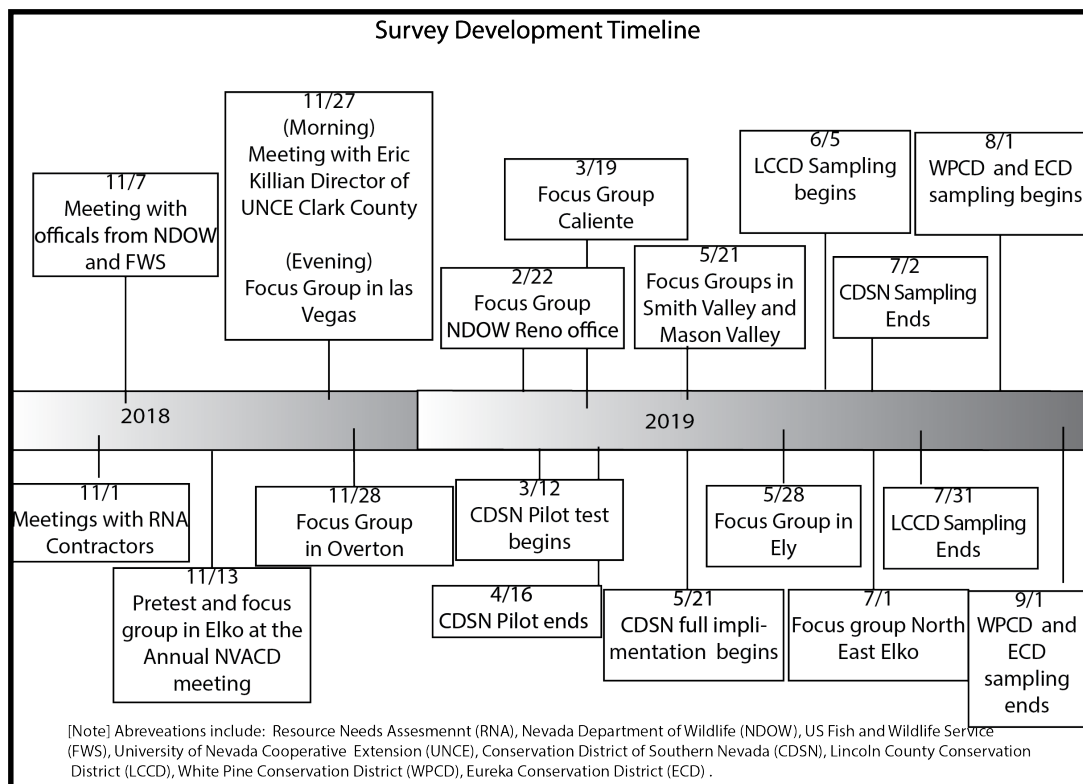 Survey Development Timeline
11/7
Meeting with
officals from NDOW
and FWS
11/27
(Morning)
Meeting with Eric
Killian Director of
UNCE Clark County
(Evening)
Focus Group in las
Vegas
2/22
Focus Group
NDOW Reno office
3/19
Focus Group
Caliente
5/21
Focus Groups in
Smith Valley and
Mason Valley
6/5
LCCD Sampling
begins
7/2
CDSN Sampling
Ends
8/1
WPCD and ECD
sampling begins
2018
2019
11/1
Meetings with RNA
Contractors
11/13
Pretest and focus
group in Elko at the
Annual NVACD
meeting
11/28
Focus Group
in Overton
3/12
CDSN Pilot test
begins
4/16
CDSN Pilot ends
5/21
CDSN full impli-
mentation begins
5/28
Focus Group in
Ely
7/1
Focus group North
East Elko
7/31
LCCD Sampling
Ends
9/1
WPCD and
ECD
sampling
ends
[Note] Abrevations include: Resource Needs Assesmennt (RNA), Nevada Department of Wildlife (NDOW), US Fish and Wildlife Service
(FWS), University of Nevada Cooperative Extension (UNCE), Conservation District of Southern Nevada (CDSN), Lincoln County Conservation
District (LCCD), White Pine Conservation District (WPCD), Eureka Conservation District (ECD) .